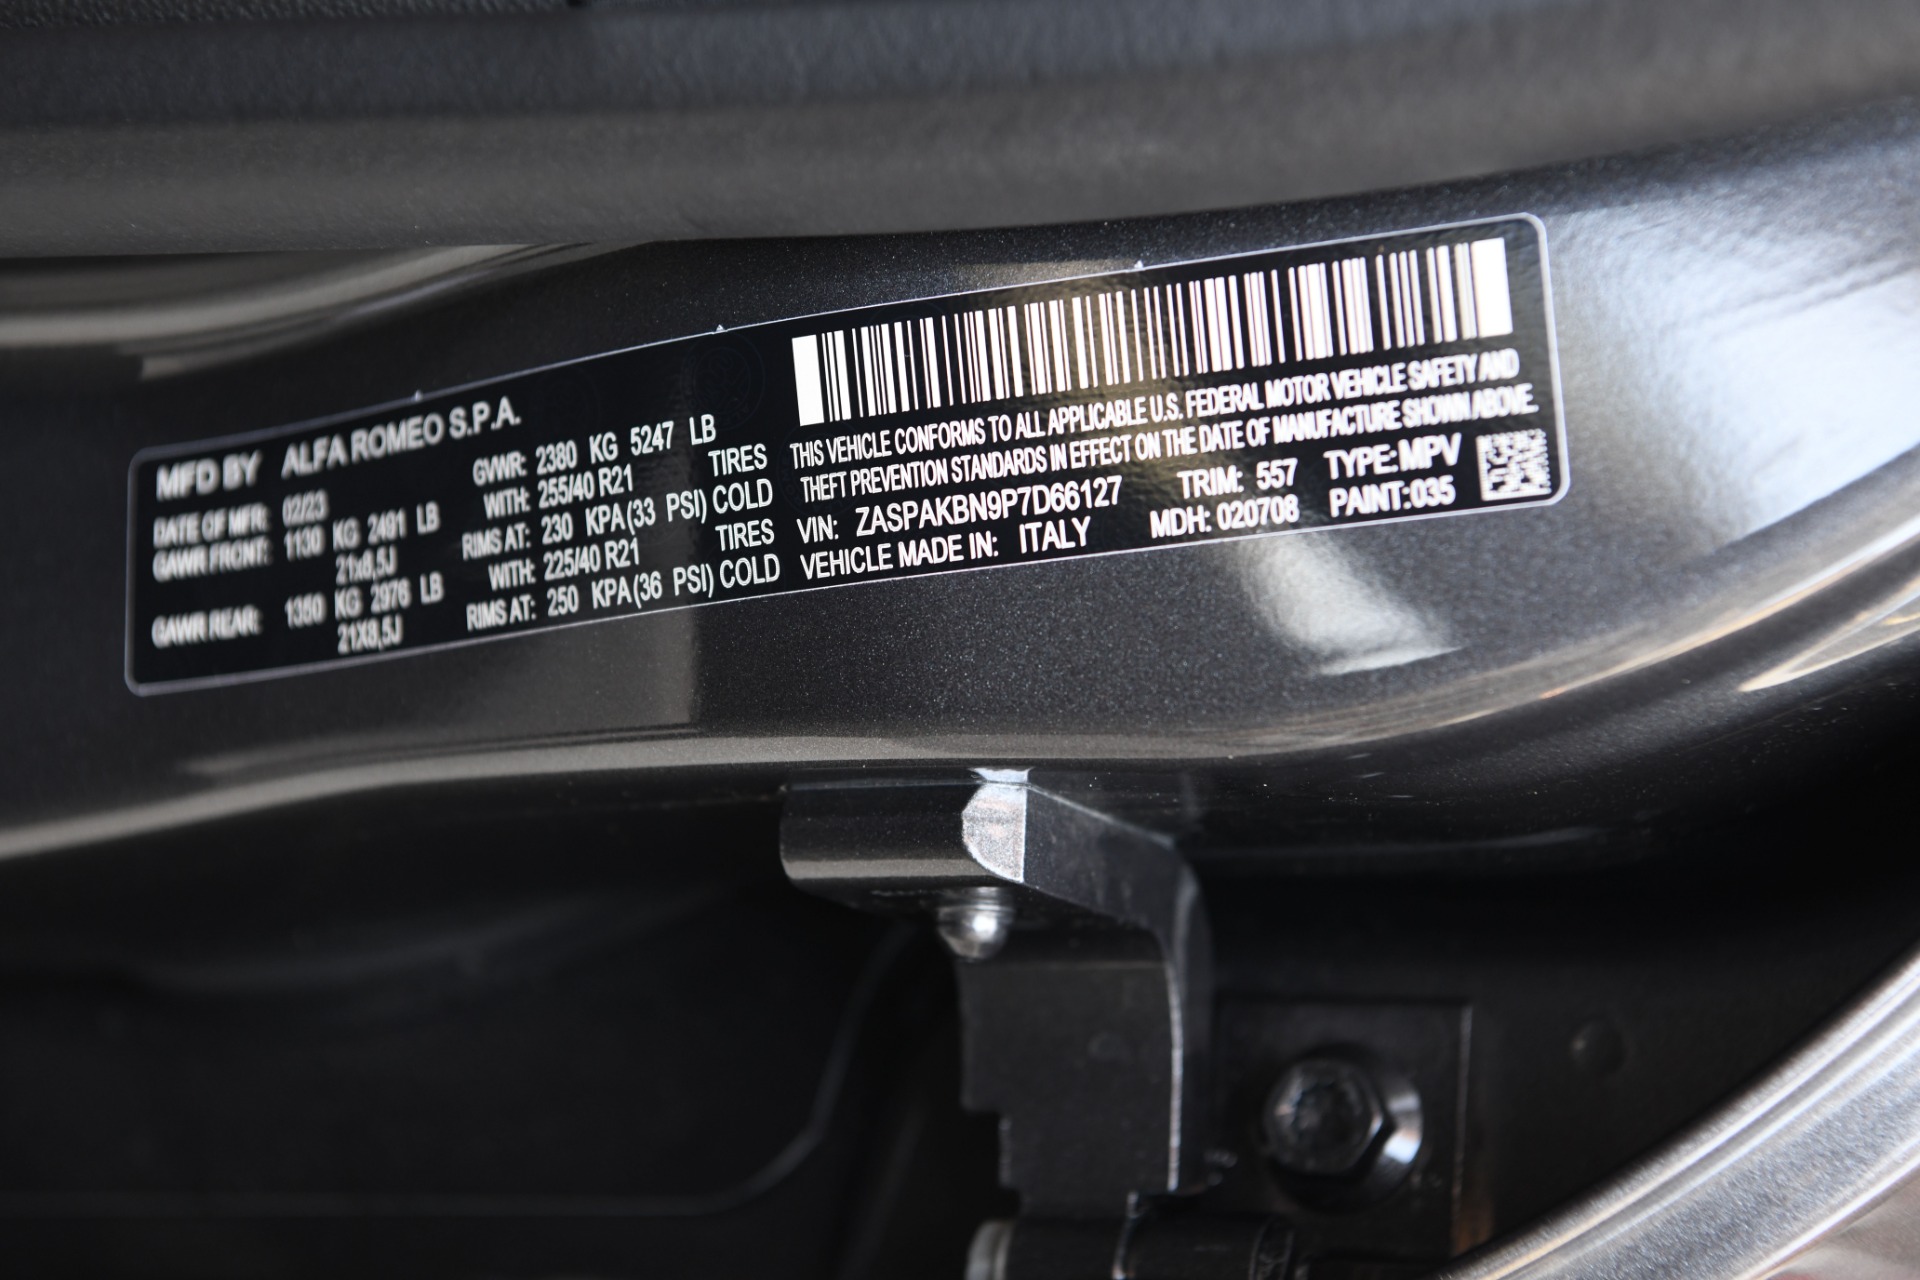 MFD BY ALFA ROMEO S.P.A.
DATE OF MFR: 02/23 GVWR: 2380 KG 5247 LB
GAWR FRONT: 1130 KG 2491 LB WITH: 255/40 R21 TIRES
21x8,5J RIMS AT: 230 KPA(33 PSI) COLD
GAWR REAR: 1350 KG 2976 LB WITH: 225/40 R21 TIRES
21X8,5J RIMS AT: 250 KPA(36 PSI) COLD
THIS VEHICLE CONFORMS TO ALL APPLICABLE U.S. FEDERAL MOTOR VEHICLE SAFETY AND
THEFT PREVENTION STANDARDS IN EFFECT ON THE DATE OF MANUFACTURE SHOWN ABOVE.
VIN: ZASPAKBN9P7D66127 TRIM: 557 TYPE: MPV
VEHICLE MADE IN: ITALY MDH: 020708 PAINT:035